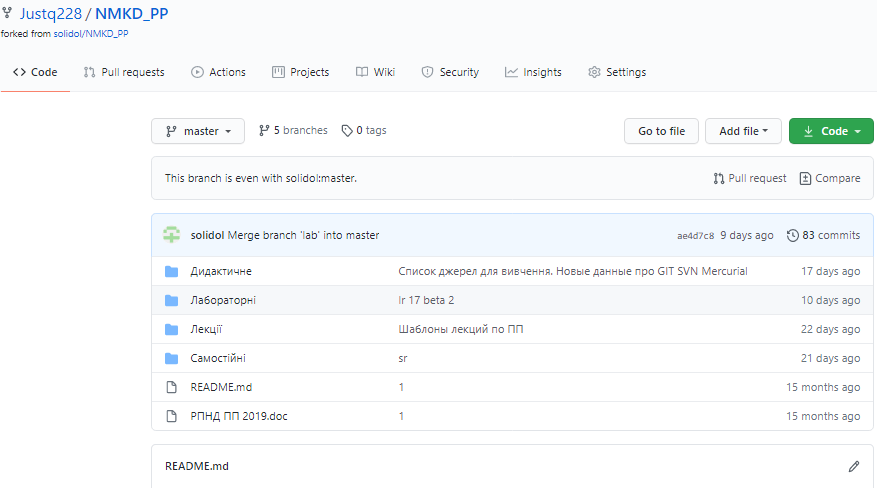 Justq228 / NMKD_PP
forked from solidol/NMKD_PP
Code Pull requests Actions Projects Wiki Security Insights Settings
master 5 branches 0 tags Go to file Add file Code
This branch is even with solidol:master. Pull request Compare
solidol Merge branch 'lab' into master ae4d7c8 9 days ago 83 commits
Дидактичне Список джерел для вивчення. Новые данные про GIT SVN Mercurial 17 days ago
Лабораторні lr 17 beta 2 10 days ago
Лекції Шаблоны лекций по ПП 22 days ago
Самостійні sr 21 days ago
README.md 1 15 months ago
РПНД ПП 2019.doc 1 15 months ago
README.md